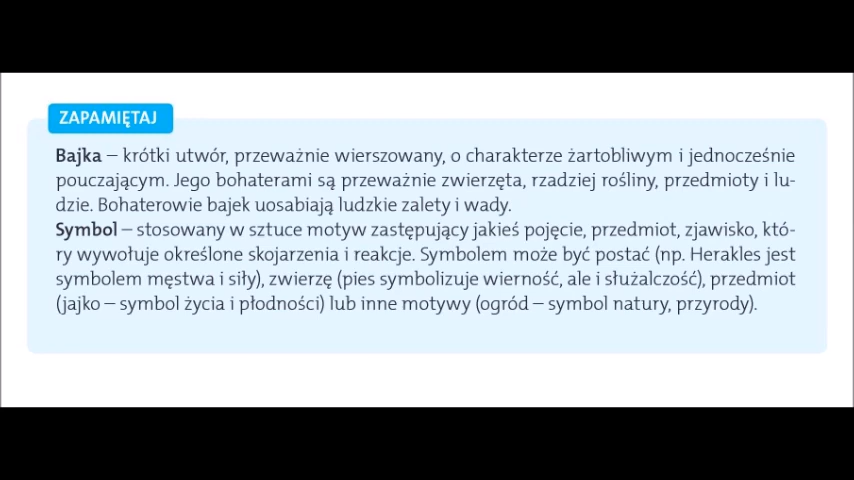 ZAPAMIĘTAJ
Bajka – krótki utwór, przeważnie wierszowany, o charakterze żartobliwym i jednocześnie
pouczającym. Jego bohaterami są przeważnie zwierzęta, rzadziej rośliny, przedmioty i lu-
dzie. Bohaterowie bajek uosabiają ludzkie zalety i wady.
Symbol – stosowany w sztuce motyw zastępujący jakieś pojęcie, przedmiot, zjawisko, któ-
ry wywołuje określone skojarzenia i reakcje. Symbolem może być postać (np. Herakles jest
symbolem męstwa i siły), zwierzę (pies symbolizuje wierność, ale i służalczość), przedmiot
(jajko – symbol życia i płodności) lub inne motywy (ogród – symbol natury, przyrody).